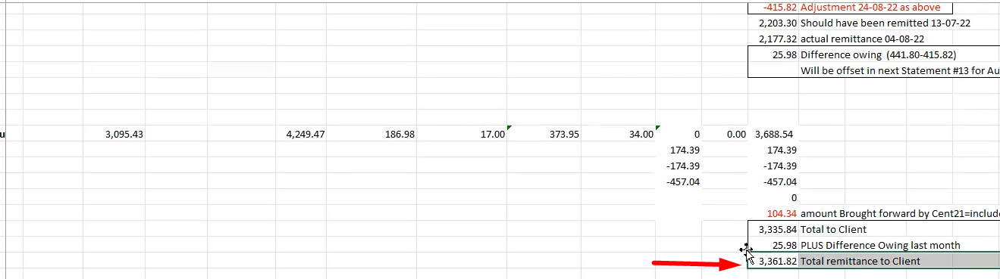 -415.82 Adjustment 24-08-22 as above
2,203.30 Should have been remitted 13-07-22
2,177.32 actual remittance 04-08-22
25.98 Difference owing (441.80-415.82)
Will be offset in next Statement #13 for Au
u 3,095.43 4,249.47 186.98 17.00 373.95 34.00 0 0.00 3,688.54
174.39 174.39
-174.39 -174.39
-457.04 -457.04
0
104.34 amount Brought forward by Cent21=include
3,335.84 Total to Client
25.98 PLUS Difference Owing last month
3,361.82 Total remittance to Client